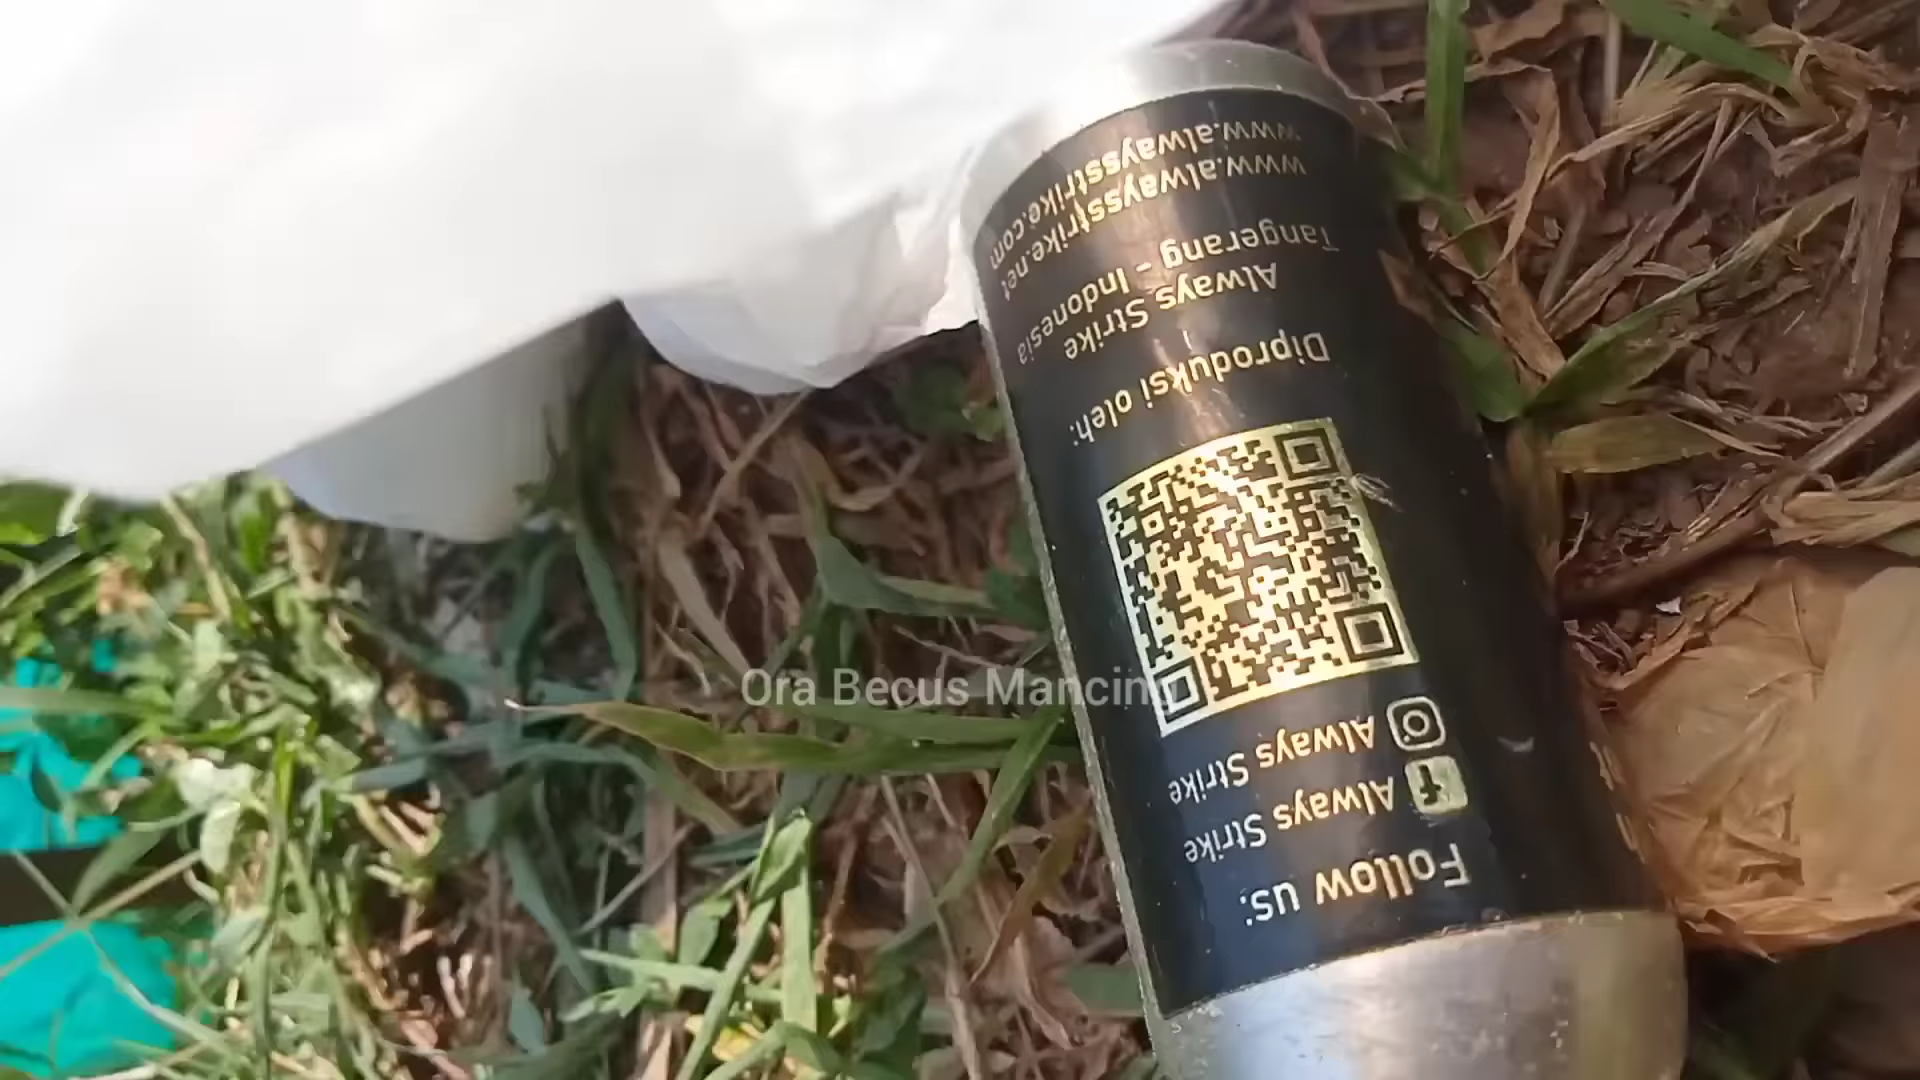 Follow us:
Always Strike
Always Strike
Diproduksi oleh:
Always Strike
Tangerang - Indonesia
www.alwaysstrike.net
www.alwaysstrike.com
Ora Becus Mancing